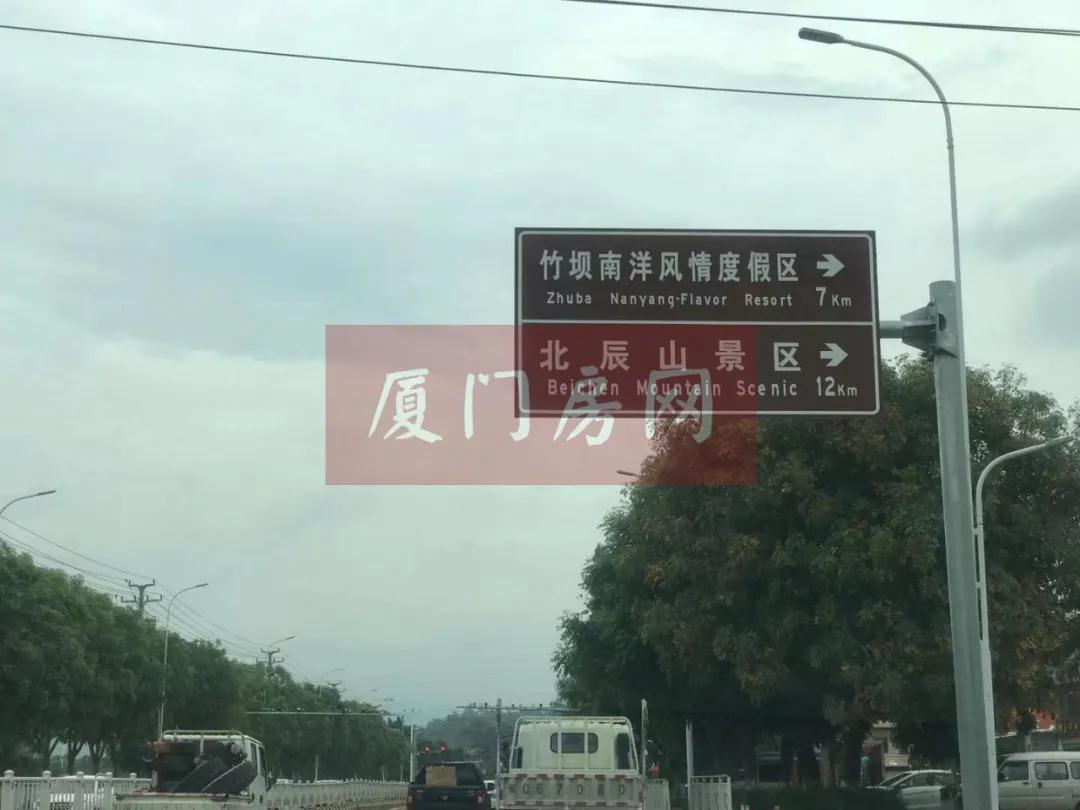 竹坝南洋风情度假区
Zhuba Nanyang-Flavor Resort 7Km
北辰山景区
Beichen Mountain Scenic 12Km
厦门房网